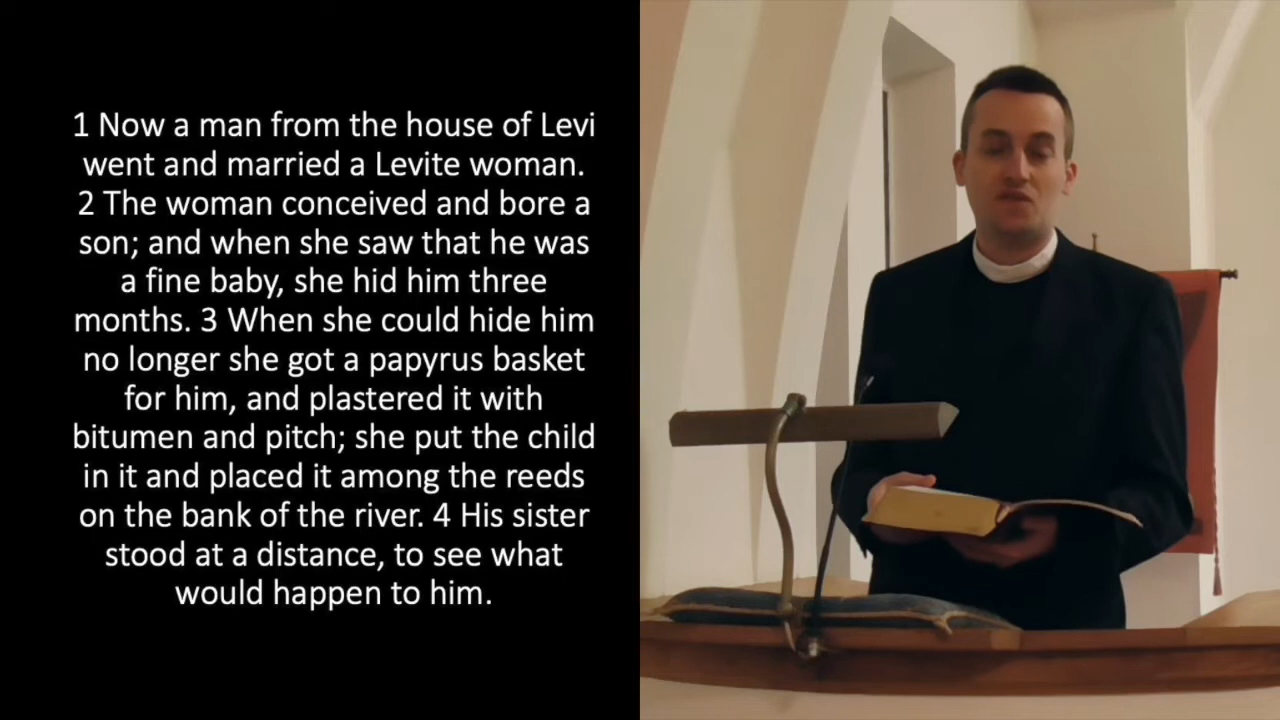 1 Now a man from the house of Levi
went and married a Levite woman.
2 The woman conceived and bore a
son; and when she saw that he was
a fine baby, she hid him three
months. 3 When she could hide him
no longer she got a papyrus basket
for him, and plastered it with
bitumen and pitch; she put the child
in it and placed it among the reeds
on the bank of the river. 4 His sister
stood at a distance, to see what
would happen to him.